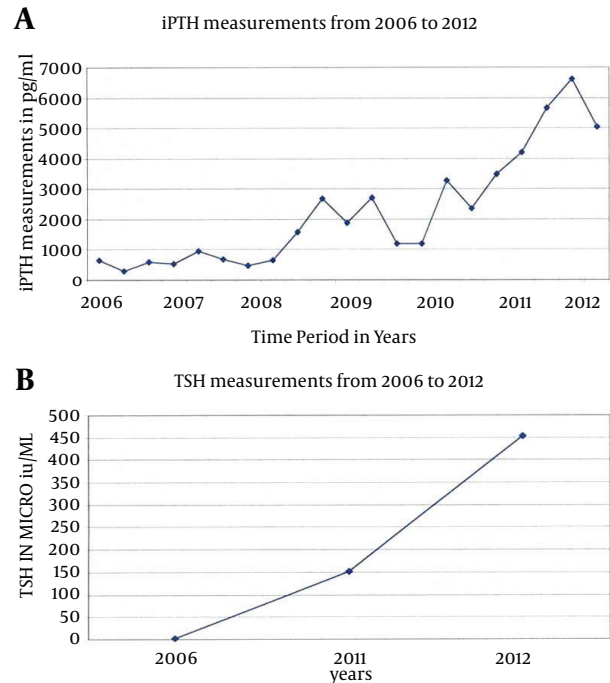 A
iPTH measurements from 2006 to 2012
iPTH measurements in pg/ml
7000
6000
5000
4000
3000
2000
1000
0
2006 2007 2008 2009 2010 2011 2012
Time Period in Years
B
TSH measurements from 2006 to 2012
TSH IN MICRO iu/ML
500
450
400
350
300
250
200
150
100
50
0
2006 2011 2012
years